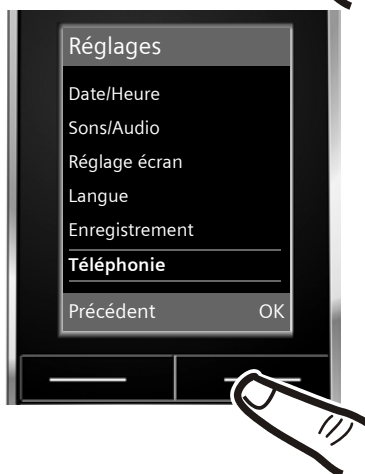 Réglages
Date/Heure
Sons/Audio
Réglage écran
Langue
Enregistrement
Téléphonie
Précédent OK